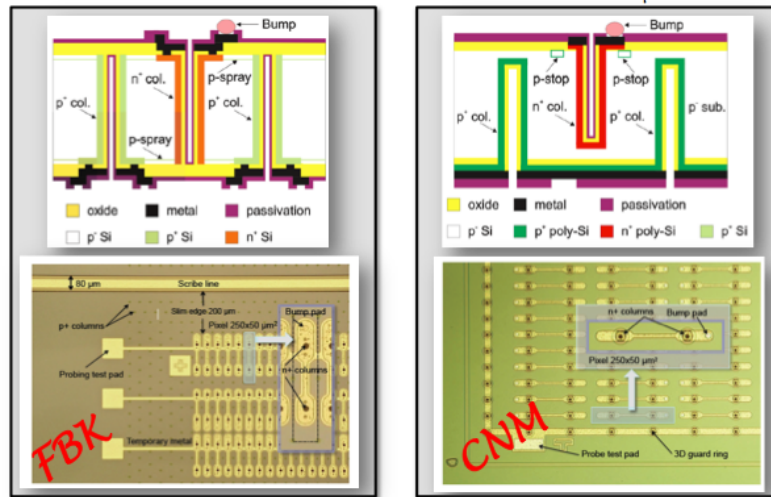 Bump
p-spray
n⁺ col.
p⁺ col.
p⁺ col.
p-spray
oxide metal passivation
p⁻ Si p⁺ Si n⁺ Si
80 µm
Scribe line
Slim edge 200 µm
p+ columns
Pixel 250x50 µm²
Bump pad
Probing test pad
n+ columns
Temporary metal
FBK
Bump
p-stop
p-stop
n⁺ col.
p⁺ col.
p⁺ col.
p⁻ sub.
oxide metal passivation
p⁻ Si p⁺ poly-Si n⁺ poly-Si p⁺ Si
n+ columns
Bump pad
Pixel 250x50 µm²
CNM
Probe test pad
3D guard ring